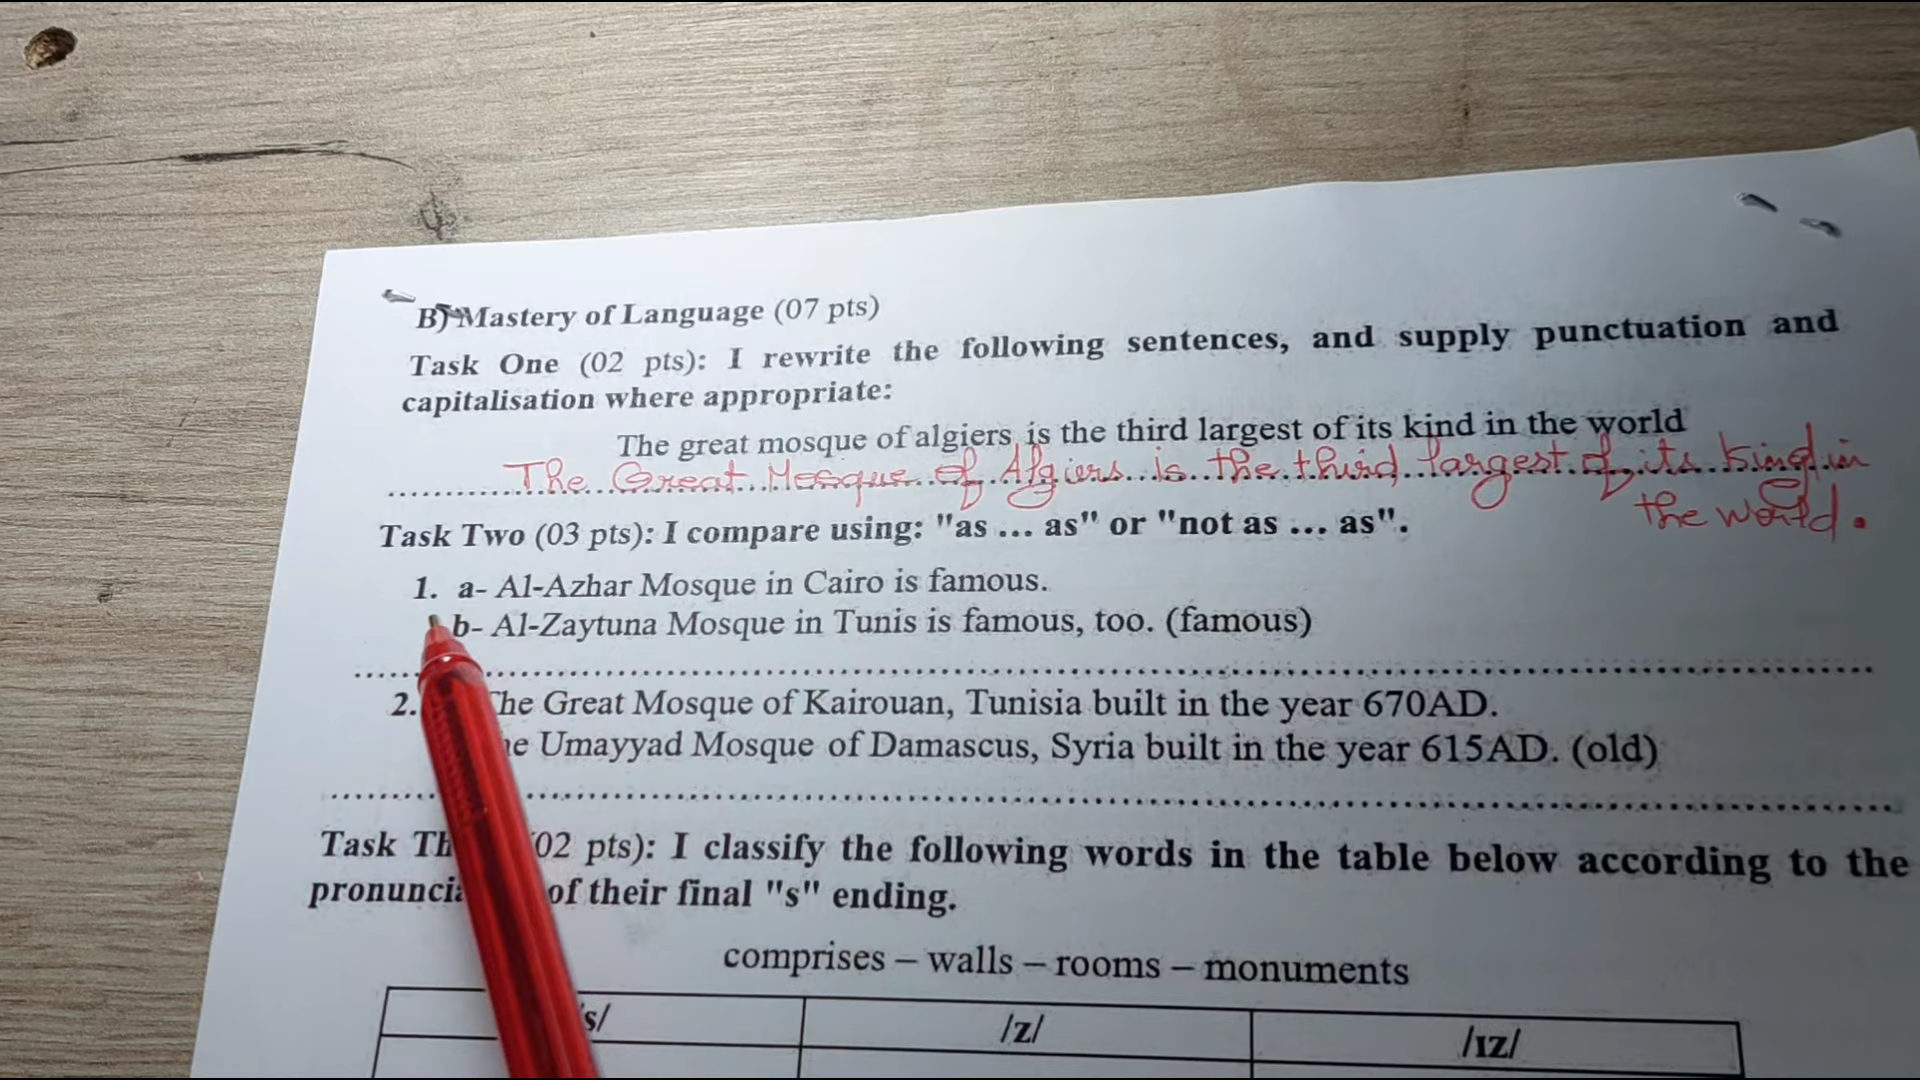 B) Mastery of Language (07 pts)
Task One (02 pts): I rewrite the following sentences, and supply punctuation and
capitalisation where appropriate:
The great mosque of algiers is the third largest of its kind in the world
The Great Mosque of Algiers is the third largest of its kind in
the world.
Task Two (03 pts): I compare using: "as ... as" or "not as ... as".
1. a- Al-Azhar Mosque in Cairo is famous.
b- Al-Zaytuna Mosque in Tunis is famous, too. (famous)
2. Great Mosque of Kairouan, Tunisia built in the year 670AD.
Umayyad Mosque of Damascus, Syria built in the year 615AD. (old)
Task 02 pts): I classify the following words in the table below according to the
of their final "s" ending.
comprises – walls – rooms – monuments
s/ /z/ /ɪz/